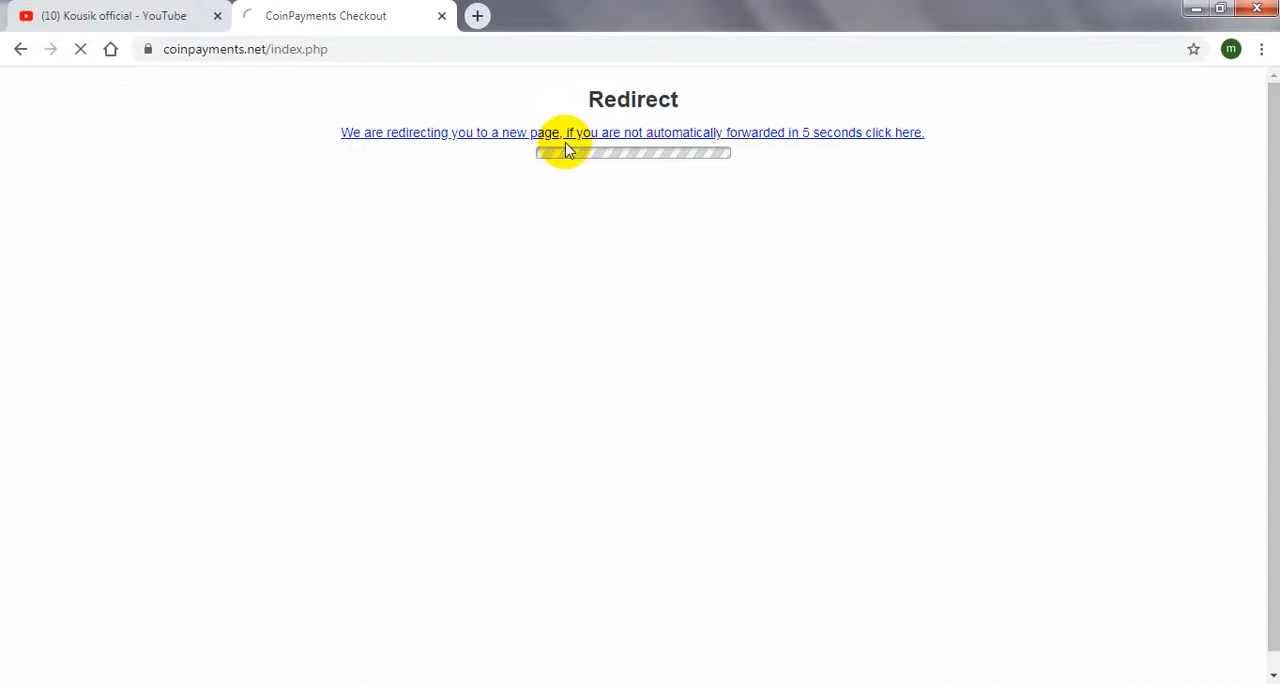 (10) Kousik official - YouTube
CoinPayments Checkout
coinpayments.net/index.php
m
Redirect
We are redirecting you to a new page, if you are not automatically forwarded in 5 seconds click here.